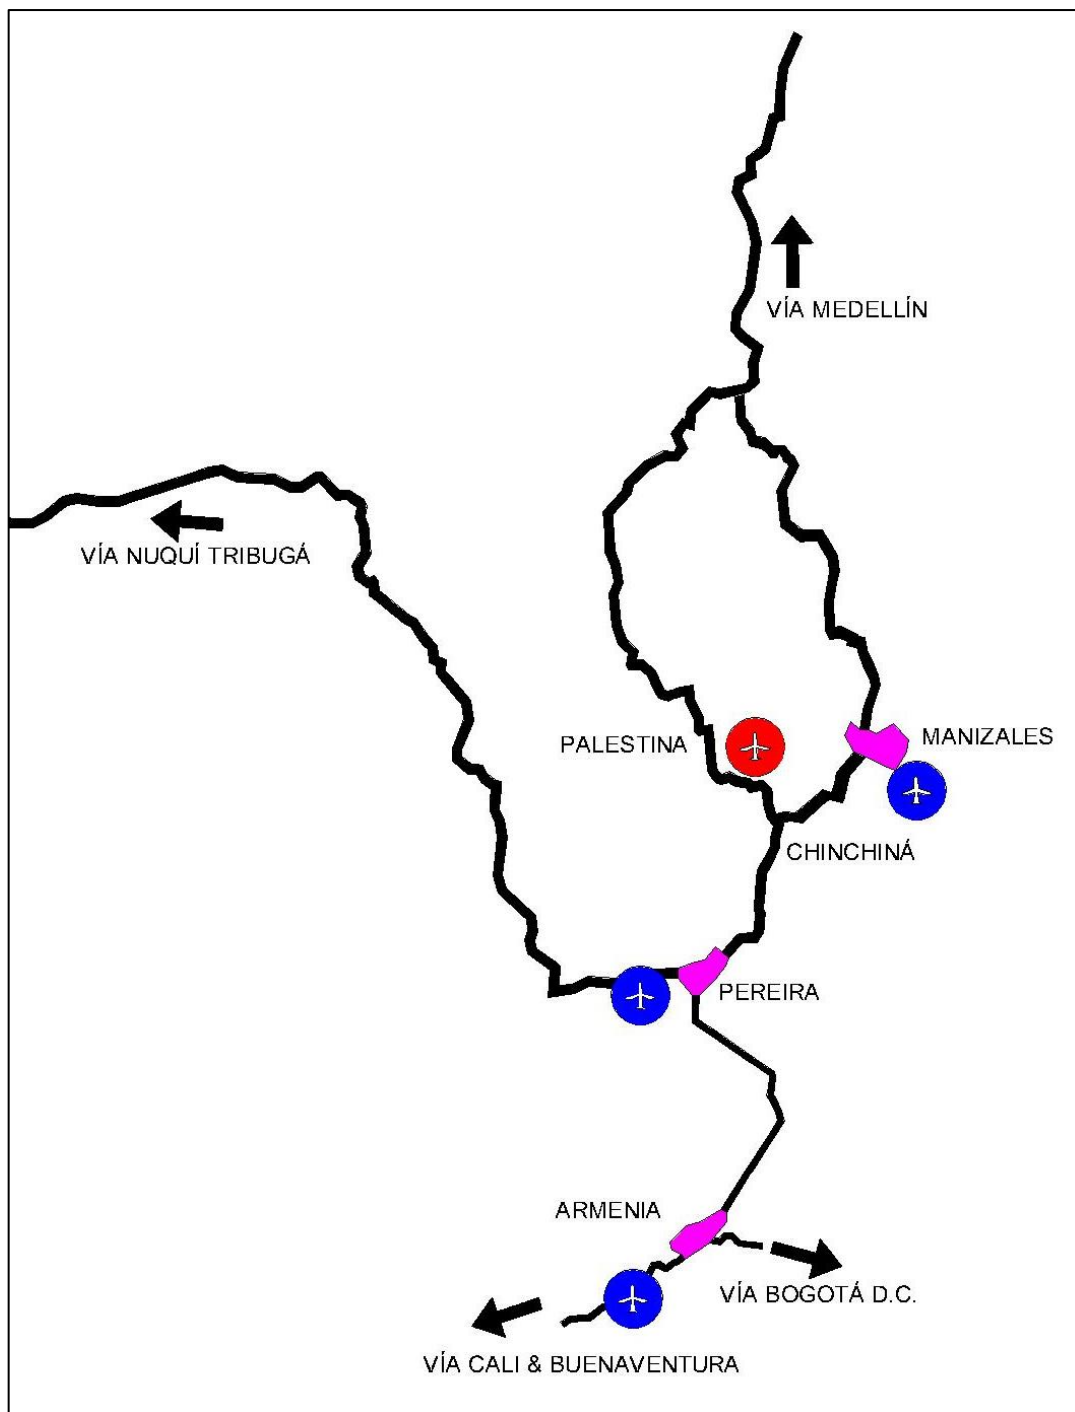 VÍA MEDELLÍN
VÍA NUQUÍ TRIBUGÁ
PALESTINA
MANIZALES
CHINCHINÁ
PEREIRA
ARMENIA
VÍA BOGOTÁ D.C.
VÍA CALI & BUENAVENTURA